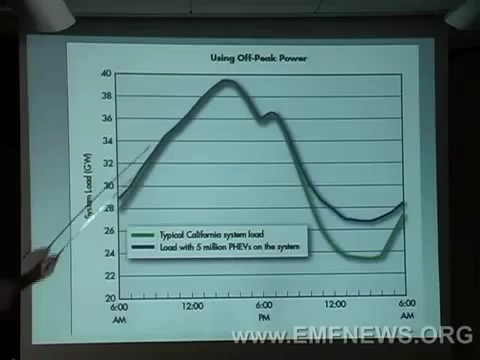 Using Off-Peak Power
System Load (GW)
40
38
36
34
32
30
28
26
24
22
20
Typical California system load
Load with 5 million PHEVs on the system
6:00 12:00 6:00 12:00 6:00
AM PM AM
www.EMFNEWS.ORG